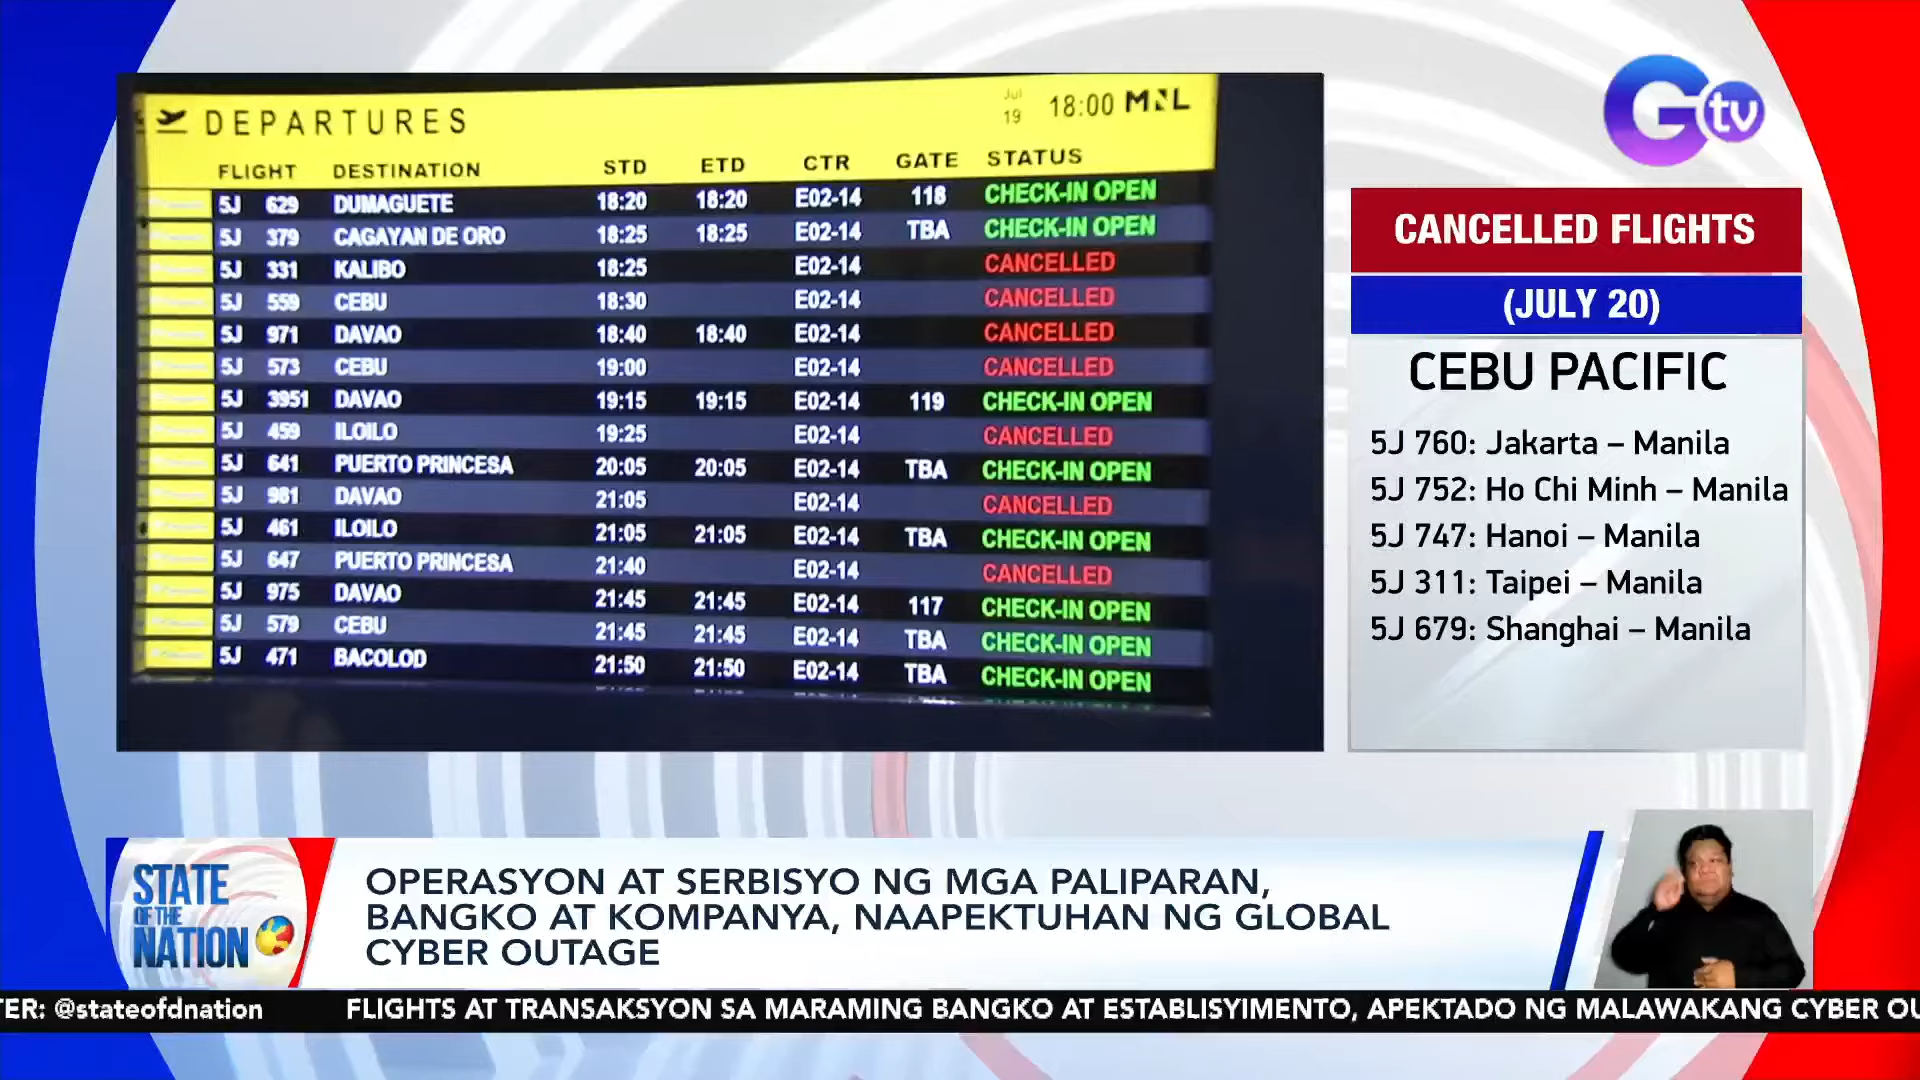 DEPARTURES Jul 19 18:00 MNL
FLIGHT DESTINATION STD ETD CTR GATE STATUS
5J 629 DUMAGUETE 18:20 18:20 E02-14 118 CHECK-IN OPEN
5J 379 CAGAYAN DE ORO 18:25 18:25 E02-14 TBA CHECK-IN OPEN
5J 331 KALIBO 18:25 E02-14 CANCELLED
5J 559 CEBU 18:30 E02-14 CANCELLED
5J 971 DAVAO 18:40 18:40 E02-14 CANCELLED
5J 573 CEBU 19:00 E02-14 CANCELLED
5J 3951 DAVAO 19:15 19:15 E02-14 119 CHECK-IN OPEN
5J 459 ILOILO 19:25 E02-14 CANCELLED
5J 641 PUERTO PRINCESA 20:05 20:05 E02-14 TBA CHECK-IN OPEN
5J 981 DAVAO 21:05 E02-14 CANCELLED
5J 461 ILOILO 21:05 21:05 E02-14 TBA CHECK-IN OPEN
5J 647 PUERTO PRINCESA 21:40 E02-14 CANCELLED
5J 975 DAVAO 21:45 21:45 E02-14 117 CHECK-IN OPEN
5J 579 CEBU 21:45 21:45 E02-14 TBA CHECK-IN OPEN
5J 471 BACOLOD 21:50 21:50 E02-14 TBA CHECK-IN OPEN
Gtv
CANCELLED FLIGHTS
(JULY 20)
CEBU PACIFIC
5J 760: Jakarta – Manila
5J 752: Ho Chi Minh – Manila
5J 747: Hanoi – Manila
5J 311: Taipei – Manila
5J 679: Shanghai – Manila
STATE
OF THE
NATION
OPERASYON AT SERBISYO NG MGA PALIPARAN,
BANGKO AT KOMPANYA, NAAPEKTUHAN NG GLOBAL
CYBER OUTAGE
TER: @stateofdnation FLIGHTS AT TRANSAKSYON SA MARAMING BANGKO AT ESTABLISYIMENTO, APEKTADO NG MALAWAKANG CYBER OU